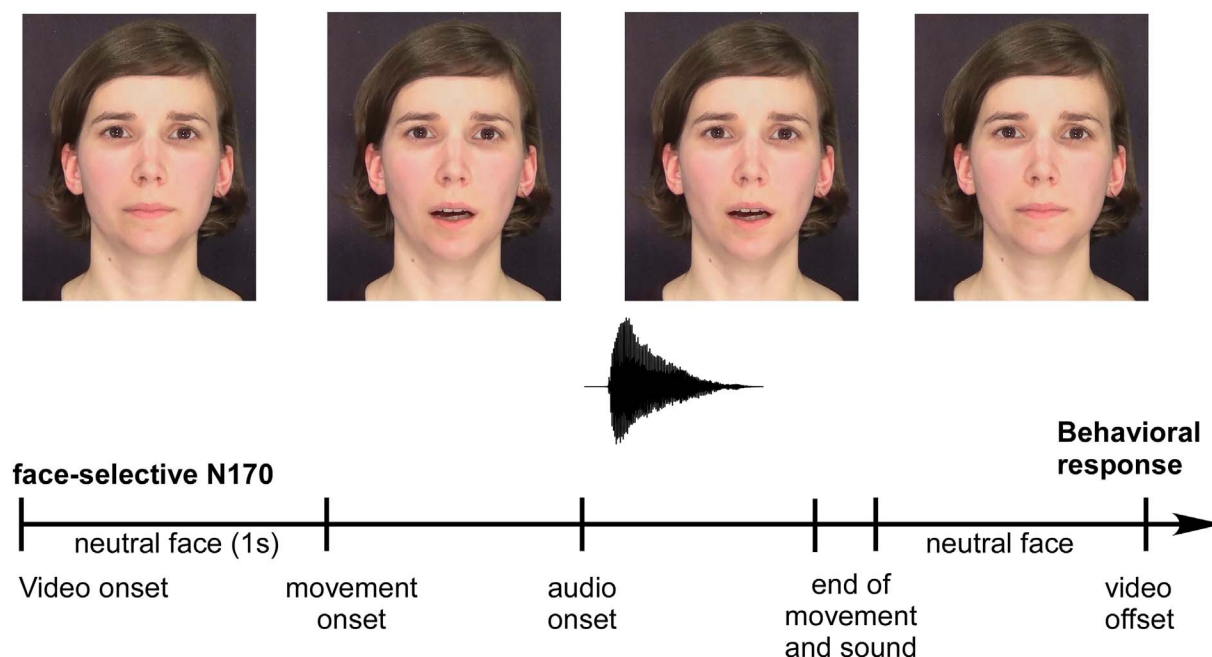 Behavioral
response
face-selective N170
neutral face (1s)
neutral face
Video onset
movement
onset
audio
onset
end of
movement
and sound
video
offset